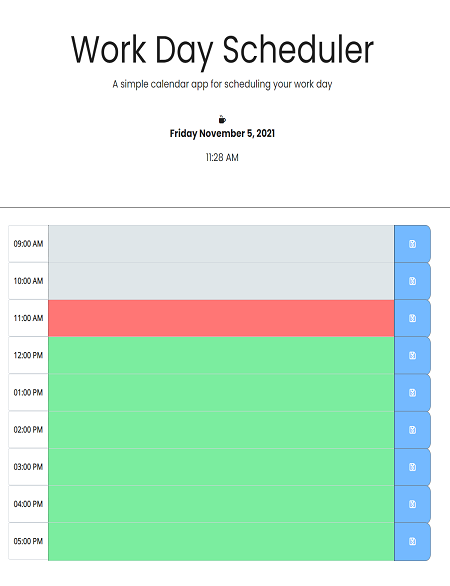 Work Day Scheduler
A simple calendar app for scheduling your work day
Friday November 5, 2021
11:28 AM
09:00 AM
10:00 AM
11:00 AM
12:00 PM
01:00 PM
02:00 PM
03:00 PM
04:00 PM
05:00 PM